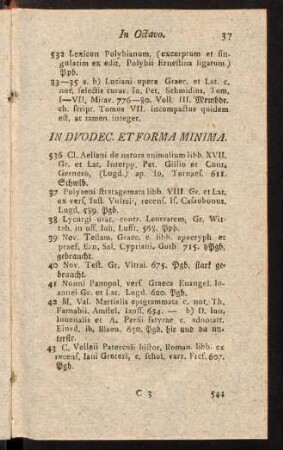 In Octavo. 37
532 Lexicon Polybianum, (excerptum et sin-
gulatim ex edit. Polybii Ernestina ligatum.)
Ppb.
33—35 a. b) Luciani opera Graec. et Lat. c.
not. selectis curav. Io. Pet. Schmidius, Tom.
I—VII, Mitav. 776—80. Voll. III. Membbr.
ch. script. Tomus VII. incompactus quidem
est, at tamen integer.
IN DVODEC. ET FORMA MINIMA.
536 Cl. Aeliani de natura animalium libb. XVII.
Gr. et Lat. Interpp. Pet. Gillio et Conr.
Gesnero, (Lugd.) ap. Io. Tornaes. 611.
Schwlb.
37 Polyaeni stratagemata libb. VIII. Gr. et Lat.
ex vers. Iust. Vulteii, recens. If. Casaubonus.
Lugd. 589. Pgb.
38 Lycurgi orat. contr. Leocratem, Gr. Wit-
teb. in off. Ioh. Lufft. 568. Ppb.
39 Nov. Testam. Graec. c. libb. apocryph. et
praef. Ern. Sal. Cypriani. Goth. 715. hPgb.
gebraucht.
40 Nov. Test. Gr. Vitrai. 675. Pgb. stark ge-
braucht.
41 Nonni Panopol. vers. Graeca Euangel. Io-
annei Gr. et Lat. Lugd. 620. Pgb.
42 M. Val. Martialis epigrammata c. not. Th.
Farnabii, Amstel. Ianss. 654. — b) D. Iun.
Iouenalis et A. Persii satyrae c. adnotatt.
Eiusd. ib. Blaeu. 650. Pgb. hie und da un-
terstr.
43 C. Velleii Paterculi histor. Roman. libb. ex
recens. Iani Gruteri, c. schol. varr. Frcf. 607.
Pgb.
C 3 544